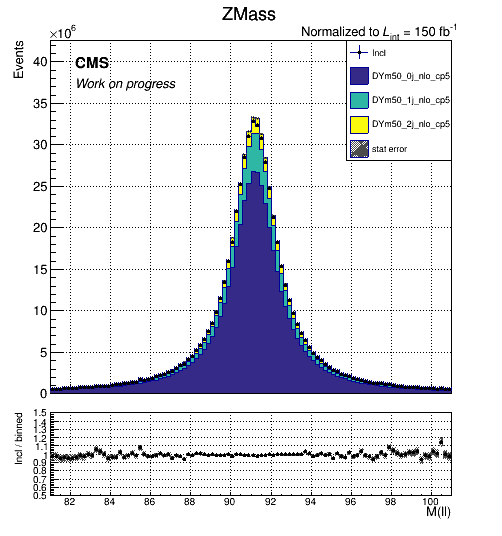 ZMass
Normalized to L_int = 150 fb^-1
×10^6
Events
CMS
Work on progress
Incl
DYm50_0j_nlo_cp5
DYm50_1j_nlo_cp5
DYm50_2j_nlo_cp5
stat error
40
35
30
25
20
15
10
5
0
Incl / binned
1.5
1.4
1.3
1.2
1.1
1
0.9
0.8
0.7
0.6
0.5
82 84 86 88 90 92 94 96 98 100
M(ll)